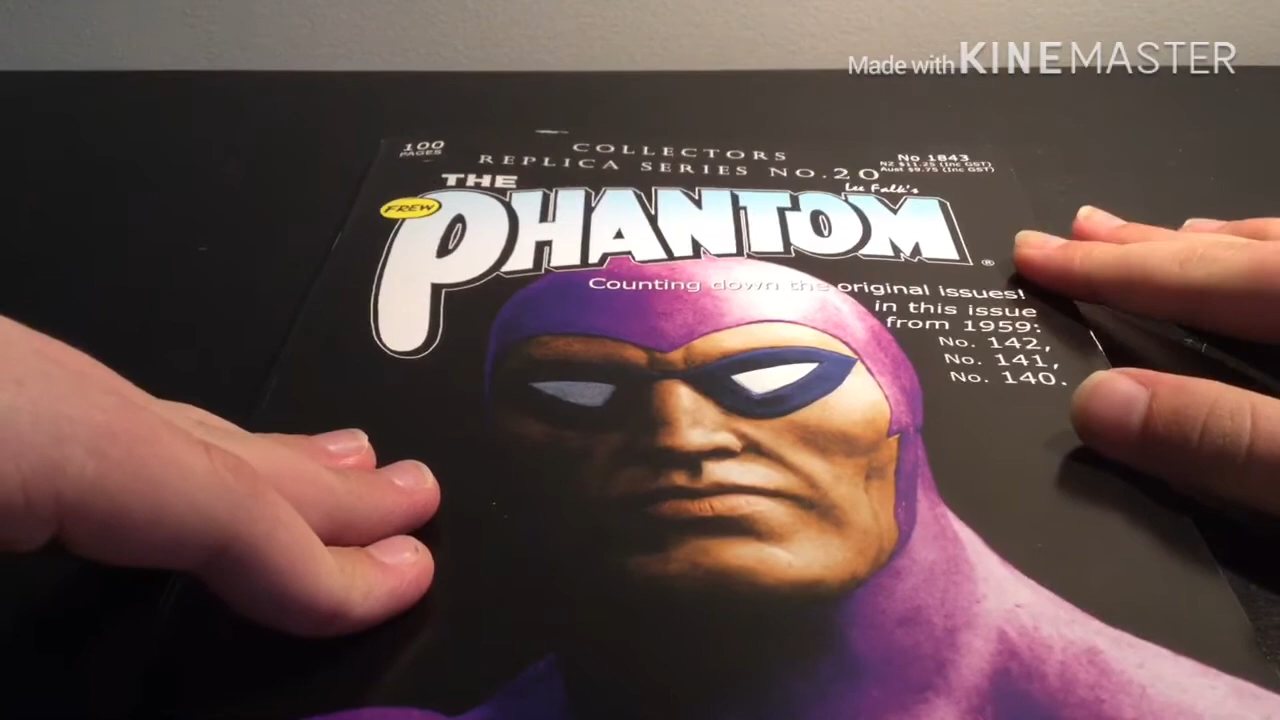 Made with KINEMASTER
100
PAGES
COLLECTORS
REPLICA SERIES NO.20
No 1843
NZ $11.25 (Inc GST)
Aust $9.75 (Inc GST)
THE
Lee Falk's
FREW
PHANTOM
®
Counting down the original issues!
in this issue
from 1959:
No. 142,
No. 141,
No. 140.